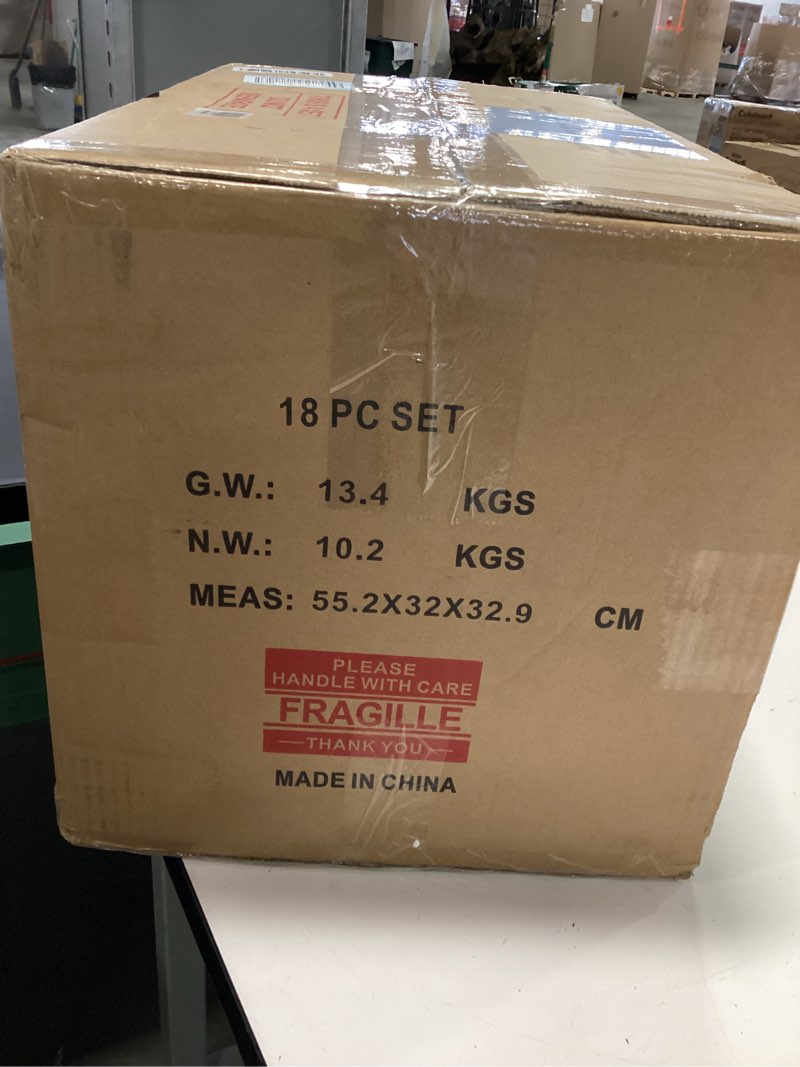 Cuisinart
18 PC SET
G.W.: 13.4 KGS
N.W.: 10.2 KGS
MEAS: 55.2X32X32.9 CM
PLEASE
HANDLE WITH CARE
FRAGILLE
THANK YOU
MADE IN CHINA